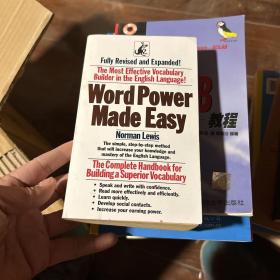 Fully Revised and Expanded!
The Most Effective Vocabulary
Builder in the English Language!
Word Power
Made Easy
Norman Lewis
The simple, step-by-step method
that will increase your knowledge and
mastery of the English Language.
The Complete Handbook for
Building a Superior Vocabulary
• Speak and write with confidence.
• Read more effectively and efficiently.
• Learn quickly.
• Develop social contacts.
• Increase your earning power.
教程